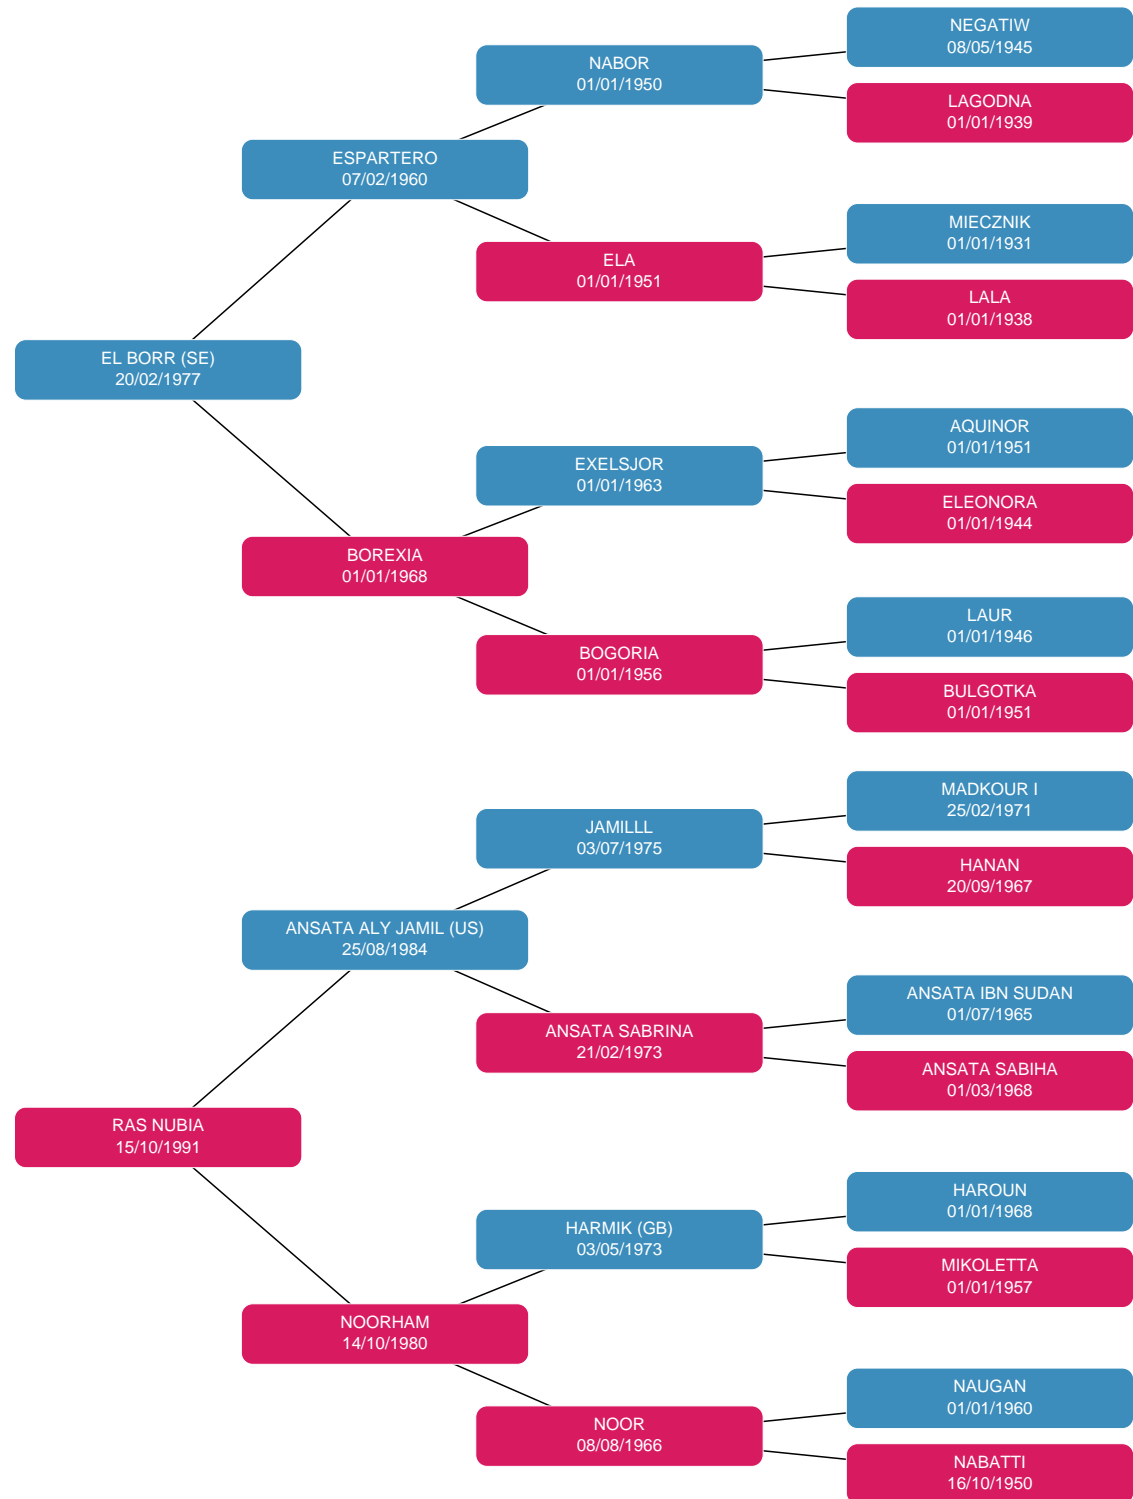 NEGATIW
08/05/1945
NABOR
01/01/1950
LAGODNA
01/01/1939
ESPARTERO
07/02/1960
MIECZNIK
01/01/1931
ELA
01/01/1951
LALA
01/01/1938
EL BORR (SE)
20/02/1977
AQUINOR
01/01/1951
EXELSJOR
01/01/1963
ELEONORA
01/01/1944
BOREXIA
01/01/1968
LAUR
01/01/1946
BOGORIA
01/01/1956
BULGOTKA
01/01/1951
MADKOUR I
25/02/1971
JAMILLL
03/07/1975
HANAN
20/09/1967
ANSATA ALY JAMIL (US)
25/08/1984
ANSATA IBN SUDAN
01/07/1965
ANSATA SABRINA
21/02/1973
ANSATA SABIHA
01/03/1968
RAS NUBIA
15/10/1991
HAROUN
01/01/1968
HARMIK (GB)
03/05/1973
MIKOLETTA
01/01/1957
NOORHAM
14/10/1980
NAUGAN
01/01/1960
NOOR
08/08/1966
NABATTI
16/10/1950